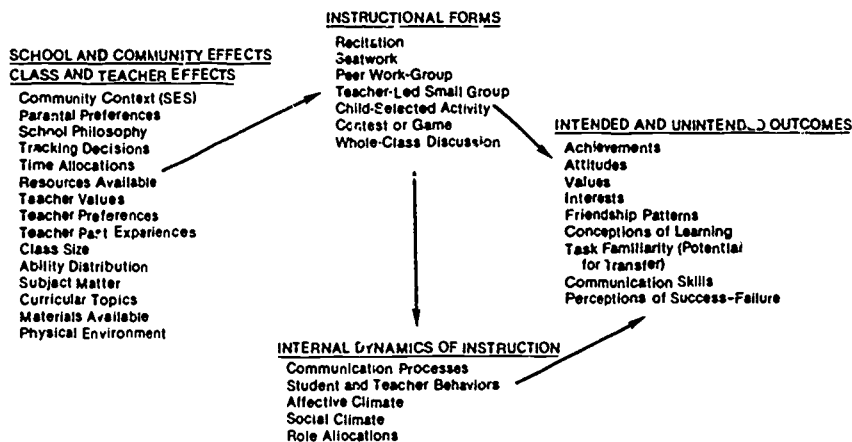 INSTRUCTIONAL FORMS
Recitation
Seatwork
Peer Work-Group
Teacher-Led Small Group
Child-Selected Activity
Contest or Game
Whole-Class Discussion
SCHOOL AND COMMUNITY EFFECTS
CLASS AND TEACHER EFFECTS
Community Context (SES)
Parental Preferences
School Philosophy
Tracking Decisions
Time Allocations
Resources Available
Teacher Values
Teacher Preferences
Teacher Past Experiences
Class Size
Ability Distribution
Subject Matter
Curricular Topics
Materials Available
Physical Environment
INTENDED AND UNINTENDED OUTCOMES
Achievements
Attitudes
Values
Interests
Friendship Patterns
Conceptions of Learning
Task Familiarity (Potential
for Transfer)
Communication Skills
Perceptions of Success-Failure
INTERNAL DYNAMICS OF INSTRUCTION
Communication Processes
Student and Teacher Behaviors
Affective Climate
Social Climate
Role Allocations